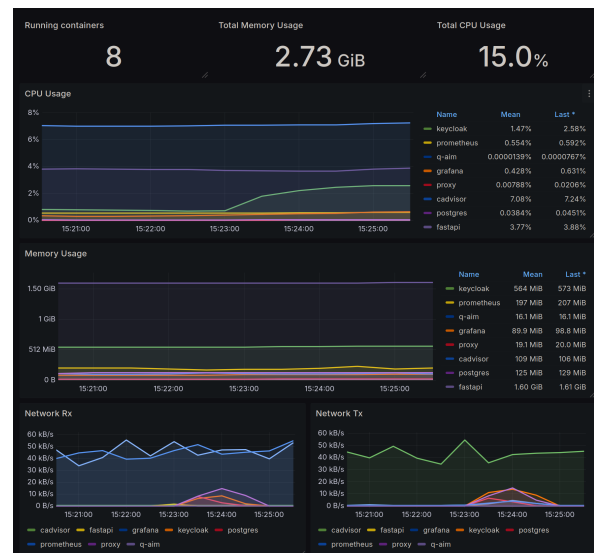 Running containers
Total Memory Usage
Total CPU Usage
8
2.73 GiB
15.0%
CPU Usage
8%
6%
4%
2%
0%
15:21:00 15:22:00 15:23:00 15:24:00 15:25:00
Name Mean Last *
keycloak 1.47% 2.58%
prometheus 0.554% 0.592%
q-aim 0.0000139% 0.0000767%
grafana 0.428% 0.631%
proxy 0.00788% 0.0206%
cadvisor 7.08% 7.24%
postgres 0.0384% 0.0451%
fastapi 3.77% 3.88%
Memory Usage
1.50 GiB
1 GiB
512 MiB
0 B
15:21:00 15:22:00 15:23:00 15:24:00 15:25:00
Name Mean Last *
keycloak 564 MiB 573 MiB
prometheus 197 MiB 207 MiB
q-aim 16.1 MiB 16.1 MiB
grafana 89.9 MiB 98.8 MiB
proxy 19.1 MiB 20.0 MiB
cadvisor 109 MiB 106 MiB
postgres 125 MiB 129 MiB
fastapi 1.60 GiB 1.61 GiB
Network Rx
60 kB/s
50 kB/s
40 kB/s
30 kB/s
20 kB/s
10 kB/s
0 B/s
15:21:00 15:22:00 15:23:00 15:24:00 15:25:00
cadvisor fastapi grafana keycloak postgres
prometheus proxy q-aim
Network Tx
60 kB/s
50 kB/s
40 kB/s
30 kB/s
20 kB/s
10 kB/s
0 B/s
15:21:00 15:22:00 15:23:00 15:24:00 15:25:00
cadvisor fastapi grafana keycloak postgres
prometheus proxy q-aim